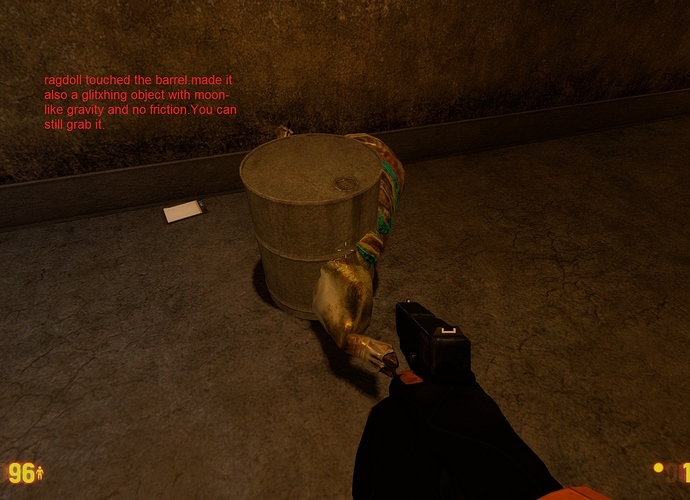 ragdoll touched the barrel made it
also a glitxhing object with moon-
like gravity and no friction.You can
still grab it.
96
1